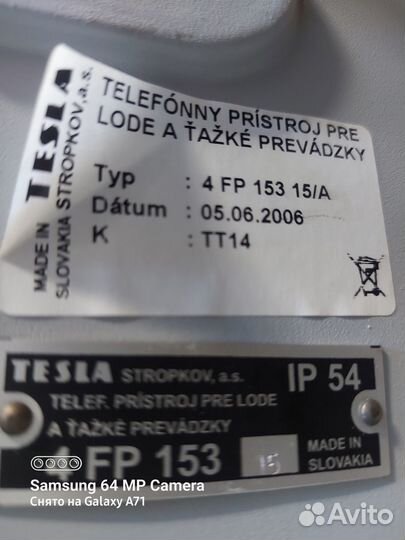 MADE IN TESLA
SLOVAKIA STROPKOV, a.s.
TELEFÓNNY PRÍSTROJ PRE
LODE A ŤAŽKÉ PREVÁDZKY
Typ : 4 FP 153 15/A
Dátum : 05.06.2006
K : TT14
TESLA STROPKOV, a.s. IP 54
TELEF. PRÍSTROJ PRE LODE
A ŤAŽKÉ PREVÁDZKY
4 FP 153 15 MADE IN
SLOVAKIA
Samsung 64 MP Camera
Снято на Galaxy A71
Avito